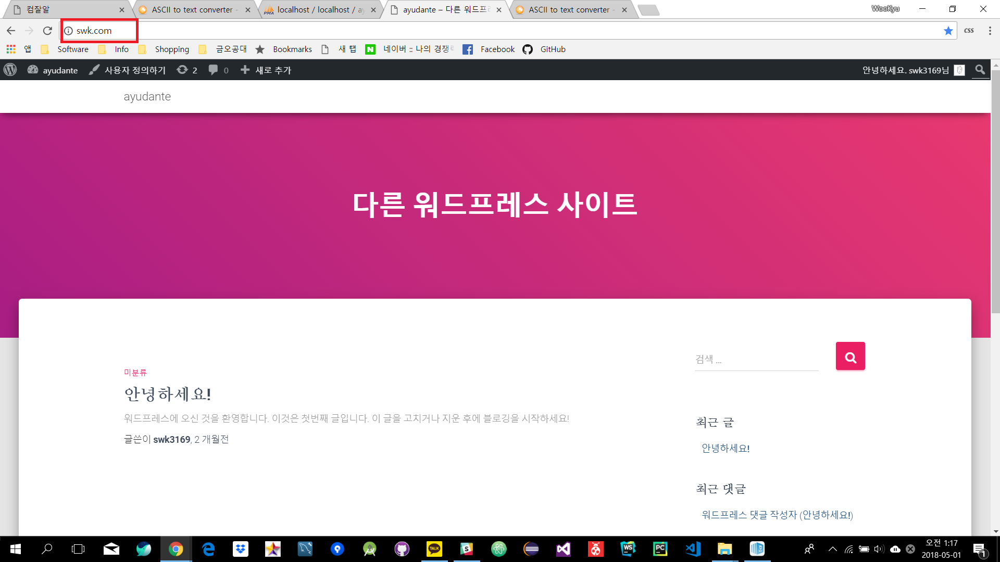 컴잘알
ASCII to text converter -
localhost / localhost / ay
ayudante – 다른 워드프레
ASCII to text converter -
WooKyu
swk.com
css
앱
Software
Info
Shopping
금오공대
Bookmarks
새 탭
네이버 :: 나의 경쟁력
Facebook
GitHub
ayudante
사용자 정의하기
2
0
새로 추가
안녕하세요. swk3169님
ayudante
다른 워드프레스 사이트
미분류
안녕하세요!
워드프레스에 오신 것을 환영합니다. 이것은 첫번째 글입니다. 이 글을 고치거나 지운 후에 블로깅을 시작하세요!
글쓴이 swk3169, 2 개월전
검색 ...
최근 글
안녕하세요!
최근 댓글
워드프레스 댓글 작성자 (안녕하세요!)
TALK
WS
PC
오전 1:17
2018-05-01
1